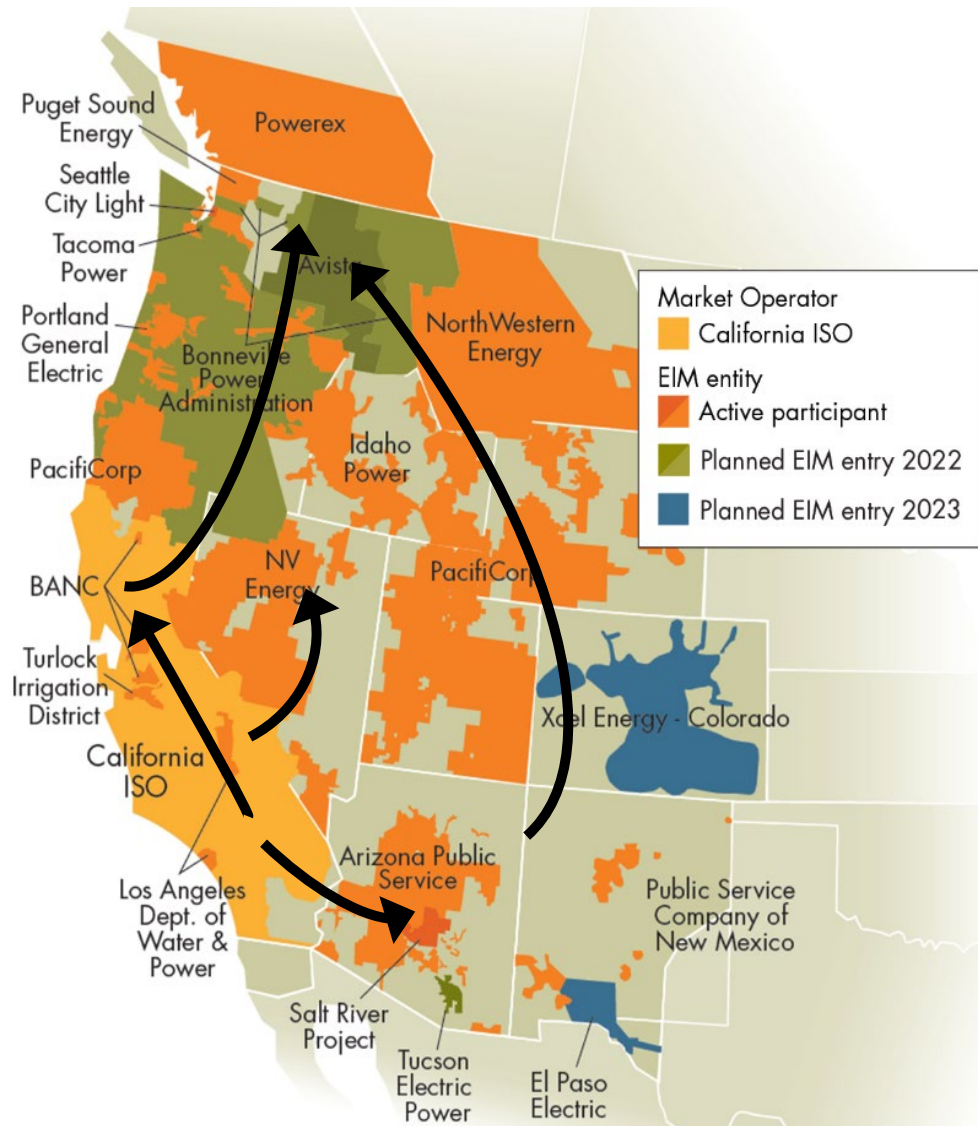 Powerex
Puget Sound
Energy
Seattle
City Light
Tacoma
Power
Avista
Portland
General
Electric
NorthWestern
Energy
Bonneville
Power
Administration
Idaho
Power
PacifiCorp
NV
Energy
PacifiCorp
BANC
Turlock
Irrigation
District
Xcel Energy - Colorado
California
ISO
Arizona Public
Service
Los Angeles
Dept. of
Water &
Power
Public Service
Company of
New Mexico
Salt River
Project
Tucson
Electric
Power
El Paso
Electric
Market Operator
California ISO
EIM entity
Active participant
Planned EIM entry 2022
Planned EIM entry 2023